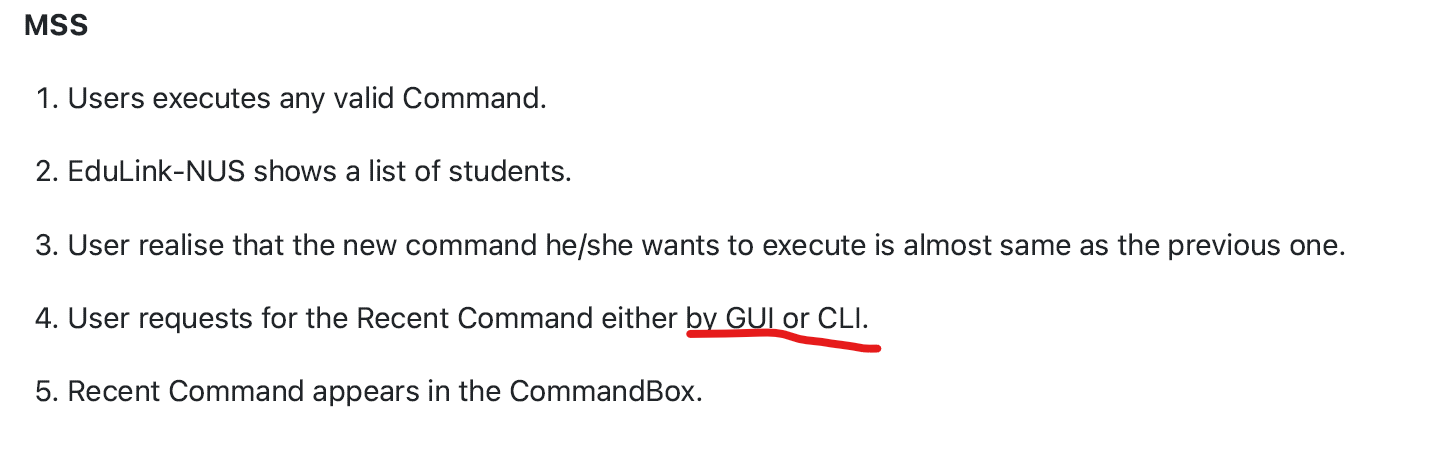 MSS
1. Users executes any valid Command.
2. EduLink-NUS shows a list of students.
3. User realise that the new command he/she wants to execute is almost same as the previous one.
4. User requests for the Recent Command either by GUI or CLI.
5. Recent Command appears in the CommandBox.